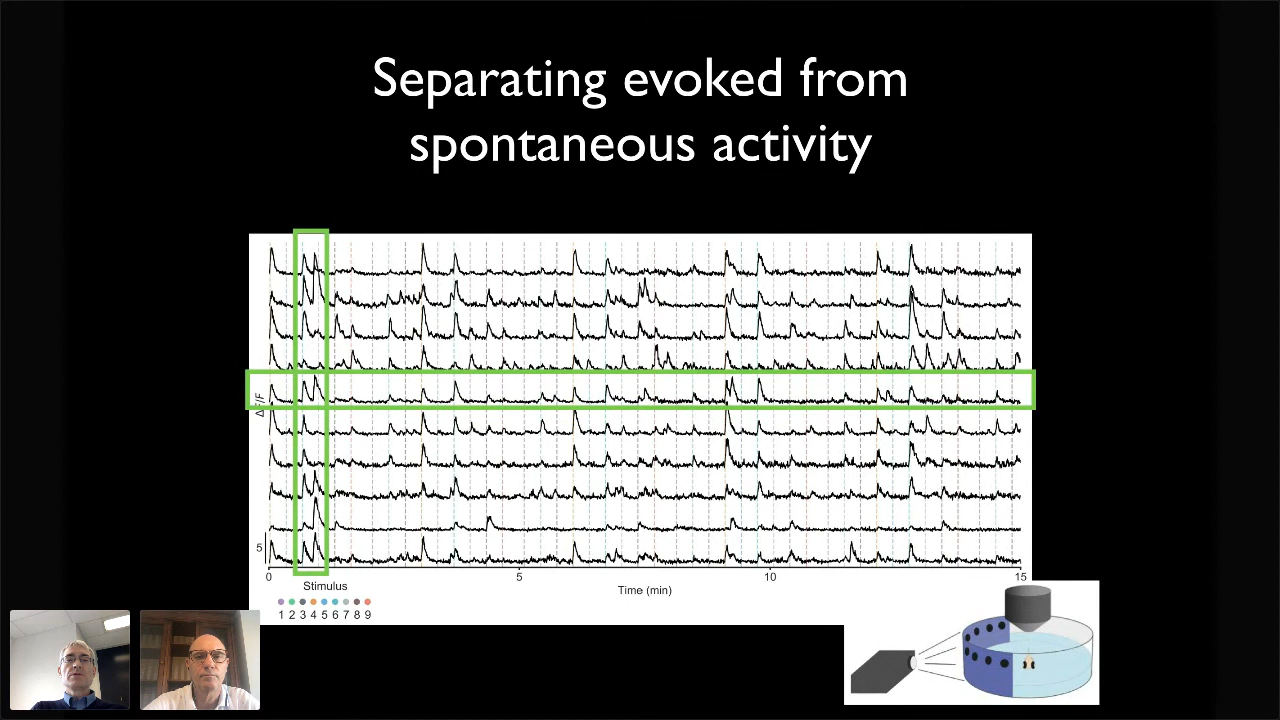 Separating evoked from
spontaneous activity
ΔF/F
5
0 5 10 15
Time (min)
Stimulus
1 2 3 4 5 6 7 8 9